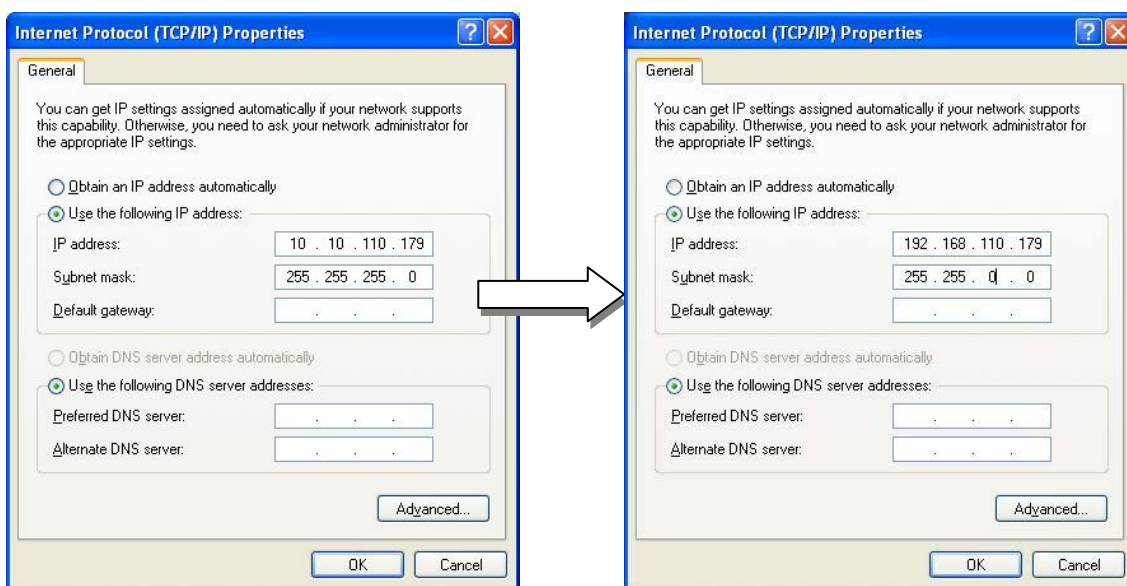 Internet Protocol (TCP/IP) Properties
General
You can get IP settings assigned automatically if your network supports
this capability. Otherwise, you need to ask your network administrator for
the appropriate IP settings.
Obtain an IP address automatically
Use the following IP address:
IP address: 10 . 10 . 110 . 179
Subnet mask: 255 . 255 . 255 . 0
Default gateway: . . .
Obtain DNS server address automatically
Use the following DNS server addresses:
Preferred DNS server: . . .
Alternate DNS server: . . .
Advanced...
OK Cancel
Internet Protocol (TCP/IP) Properties
General
You can get IP settings assigned automatically if your network supports
this capability. Otherwise, you need to ask your network administrator for
the appropriate IP settings.
Obtain an IP address automatically
Use the following IP address:
IP address: 192 . 168 . 110 . 179
Subnet mask: 255 . 255 . 0 . 0
Default gateway: . . .
Obtain DNS server address automatically
Use the following DNS server addresses:
Preferred DNS server: . . .
Alternate DNS server: . . .
Advanced...
OK Cancel